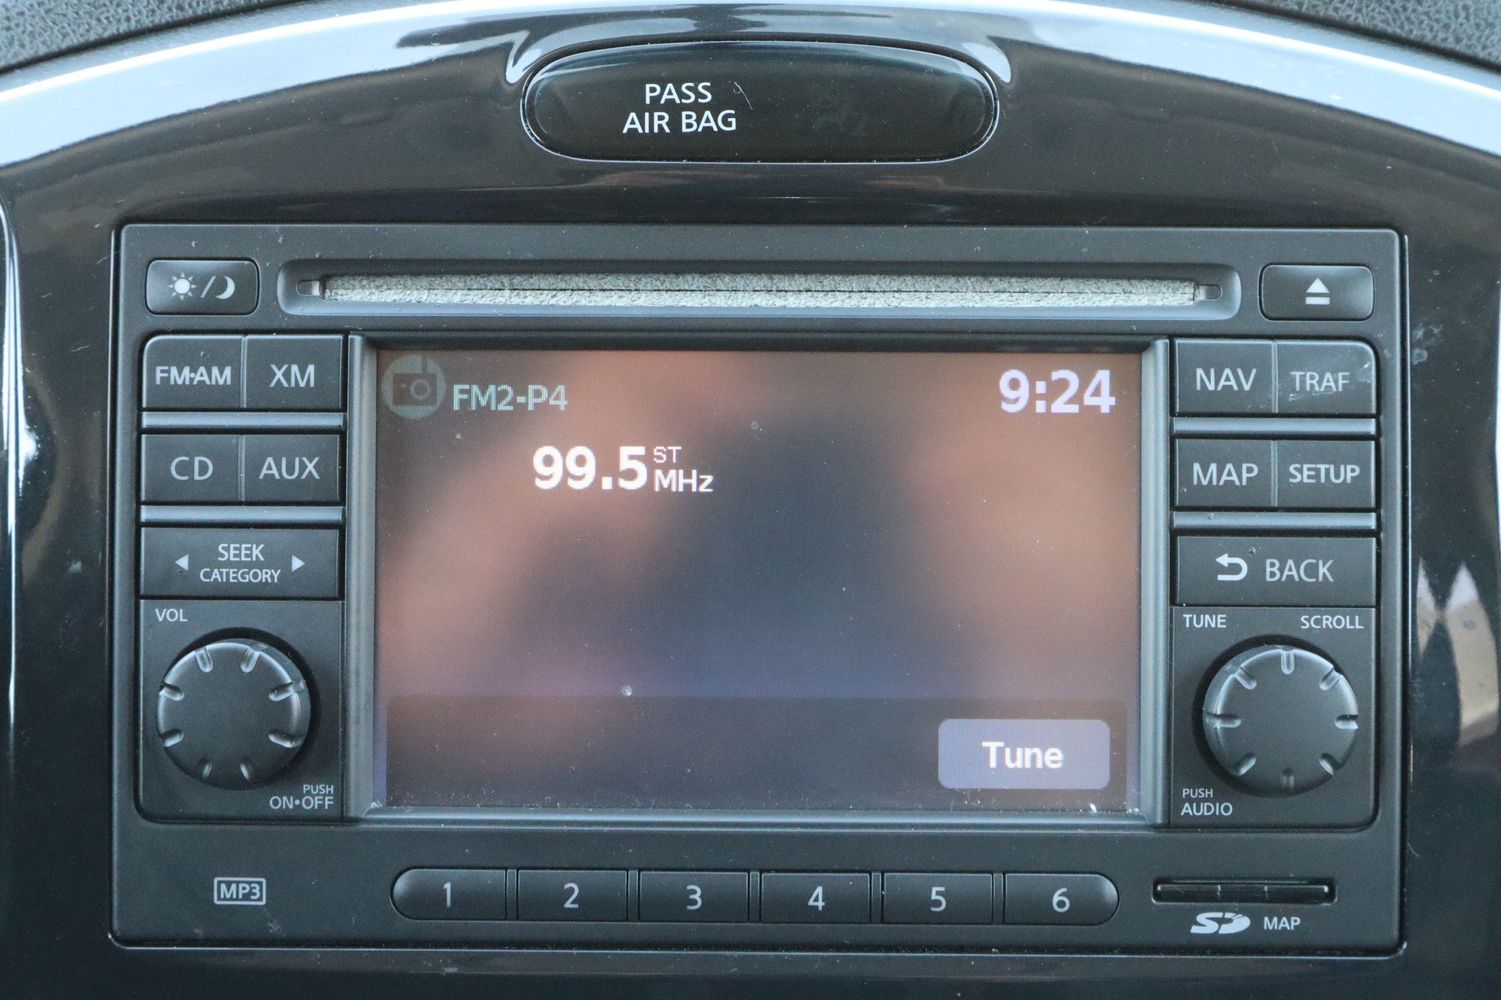 PASS
AIR BAG
FM·AM XM
CD AUX
SEEK
CATEGORY
VOL
PUSH
ON•OFF
FM2-P4
9:24
99.5 ST
MHz
Tune
NAV TRAF
MAP SETUP
BACK
TUNE SCROLL
PUSH
AUDIO
MP3
1 2 3 4 5 6
SD MAP